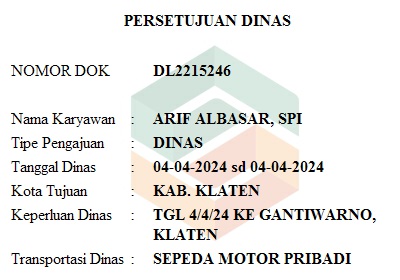 PERSETUJUAN DINAS
NOMOR DOK DL2215246
Nama Karyawan : ARIF ALBASAR, SPI
Tipe Pengajuan : DINAS
Tanggal Dinas : 04-04-2024 sd 04-04-2024
Kota Tujuan : KAB. KLATEN
Keperluan Dinas : TGL 4/4/24 KE GANTIWARNO,
KLATEN
Transportasi Dinas : SEPEDA MOTOR PRIBADI